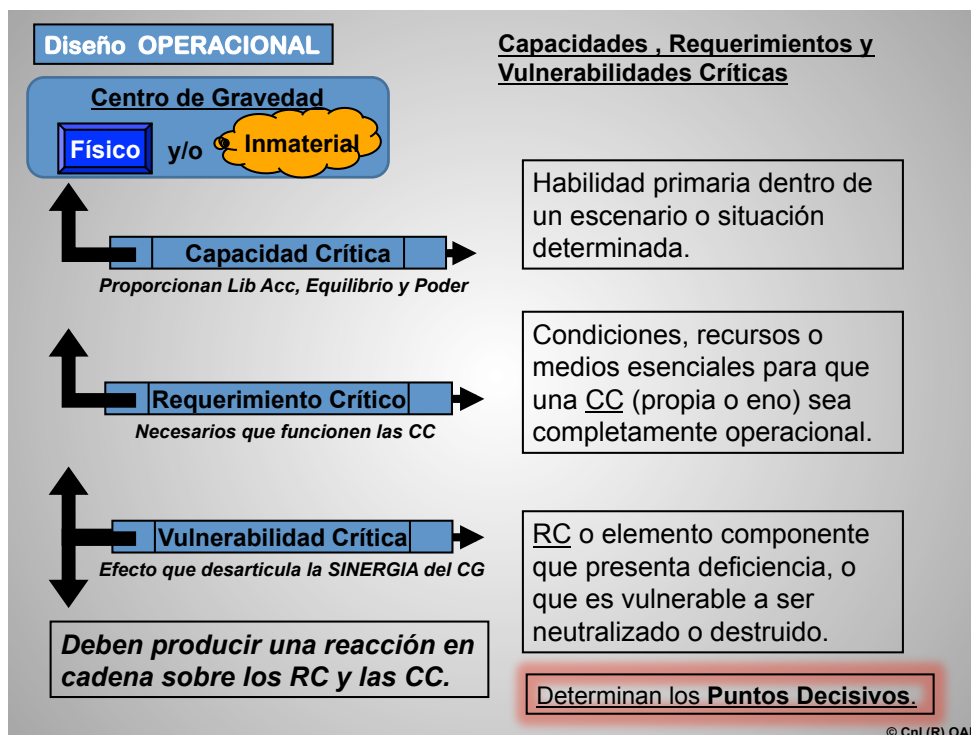 Diseño OPERACIONAL
Capacidades , Requerimientos y
Vulnerabilidades Críticas
Centro de Gravedad
Físico y/o Inmaterial
Habilidad primaria dentro de
un escenario o situación
determinada.
Capacidad Crítica
Proporcionan Lib Acc, Equilibrio y Poder
Condiciones, recursos o
medios esenciales para que
una CC (propia o eno) sea
completamente operacional.
Requerimiento Crítico
Necesarios que funcionen las CC
Vulnerabilidad Crítica
Efecto que desarticula la SINERGIA del CG
RC o elemento componente
que presenta deficiencia, o
que es vulnerable a ser
neutralizado o destruido.
Deben producir una reacción en
cadena sobre los RC y las CC.
Determinan los Puntos Decisivos.
© Cnl (R)